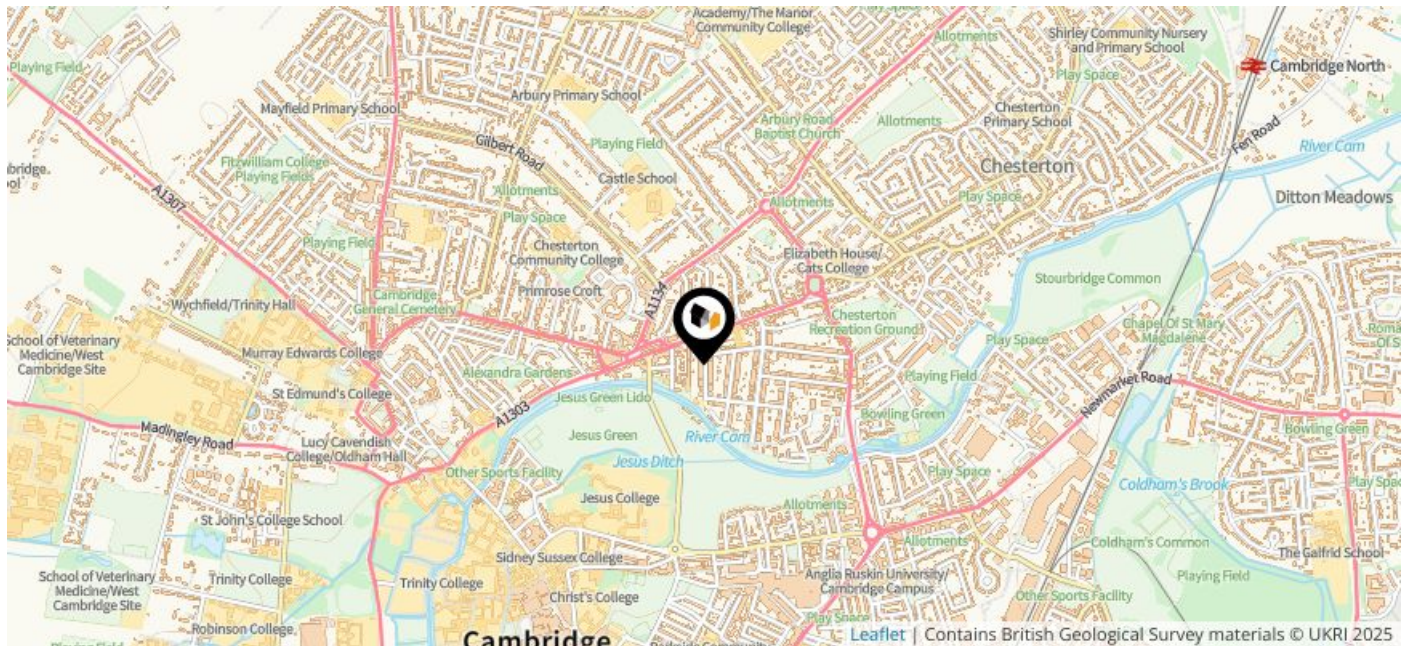 Academy/The Manor
Community College
Allotments
Shirley Community Nursery
and Primary School
Playing Field
Cambridge North
Play Space
Mayfield Primary School
Arbury Primary School
Chesterton
Primary School
Arbury Road
Baptist Church
Allotments
Gilbert Road
Playing Field
Fen Road
River Cam
Fitzwilliam College
Playing Fields
Chesterton
Castle School
A1307
Allotments
Allotments
Play Space
Ditton Meadows
Play Space
Playing Field
Chesterton
Community College
Elizabeth House/
Cats College
Stourbridge Common
Primrose Croft
Wychfield/Trinity Hall
Cambridge
General Cemetery
A1134
Chesterton
Recreation Ground
Chapel Of St Mary
Magdalene
Play Space
School of Veterinary
Medicine/West
Cambridge Site
Murray Edwards College
Alexandra Gardens
Playing Field
Newmarket Road
St Edmund's College
Jesus Green Lido
A1303
Bowling Green
Madingley Road
Jesus Green
River Cam
Bowling Green
Lucy Cavendish
College/Oldham Hall
Jesus Ditch
Other Sports Facility
Play Space
Coldham's Brook
Jesus College
Allotments
St John's College School
Allotments
Coldham's Common
Sidney Sussex College
The Galfrid School
School of Veterinary
Medicine/West
Cambridge Site
Trinity College
Trinity College
Anglia Ruskin University/
Cambridge Campus
Playing Field
Christ's College
Other Sports Facility
Robinson College
Play Space
Cambridge
Leaflet | Contains British Geological Survey materials © UKRI 2025